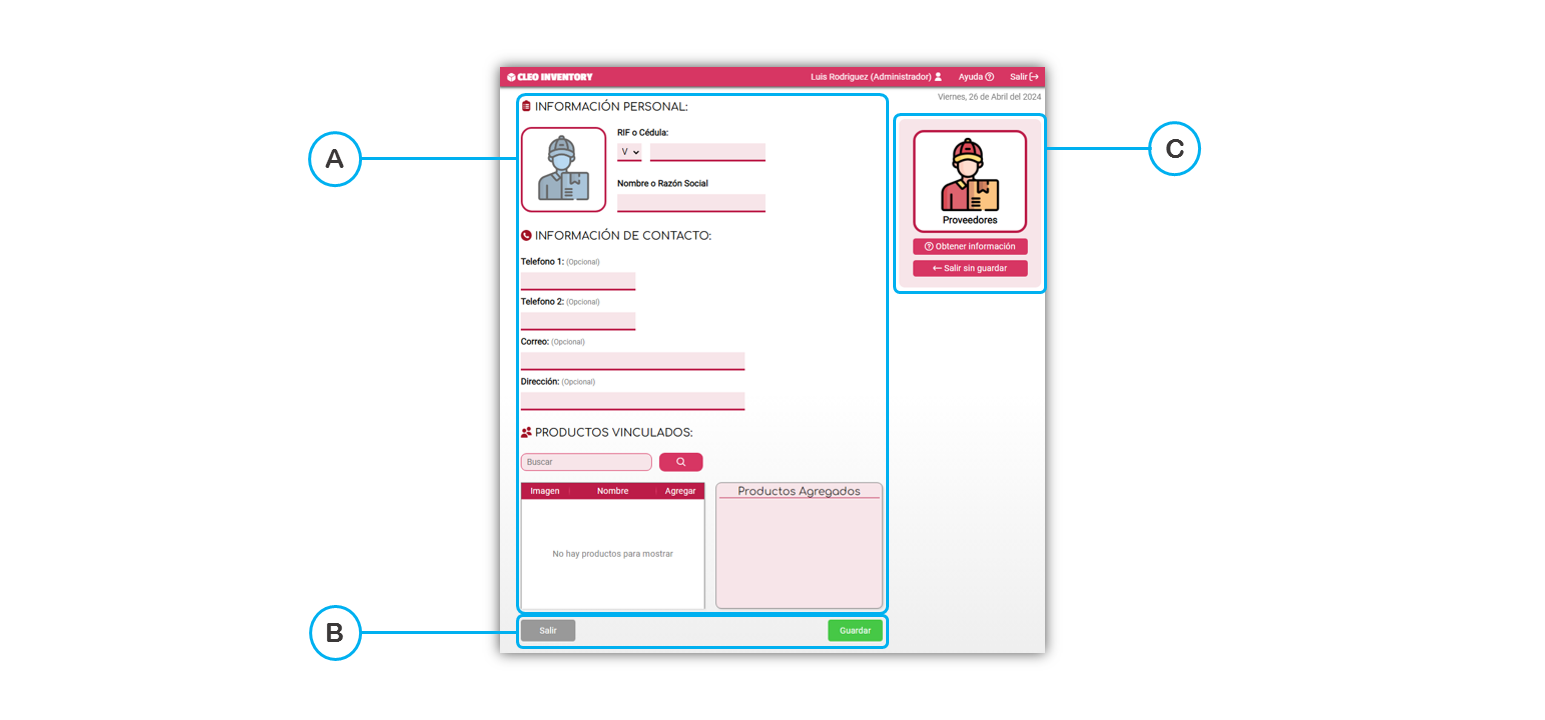 CLEO INVENTORY
Luis Rodriguez (Administrador)
Ayuda
Salir
Viernes, 26 de Abril del 2024
A
INFORMACIÓN PERSONAL:
RIF o Cédula:
V
Nombre o Razón Social
INFORMACIÓN DE CONTACTO:
Telefono 1: (Opcional)
Telefono 2: (Opcional)
Correo: (Opcional)
Dirección: (Opcional)
PRODUCTOS VINCULADOS:
Buscar
Imagen Nombre Agregar
No hay productos para mostrar
Productos Agregados
B
Salir
Guardar
C
Proveedores
Obtener información
Salir sin guardar